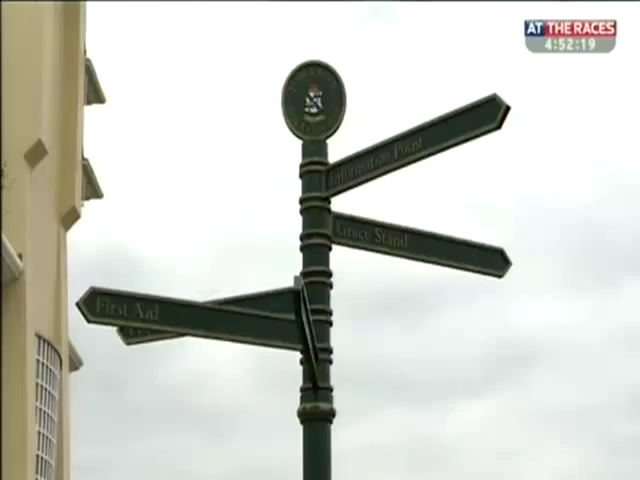 AT THE RACES
4:52:19
Information Point
Grace Stand
First Aid